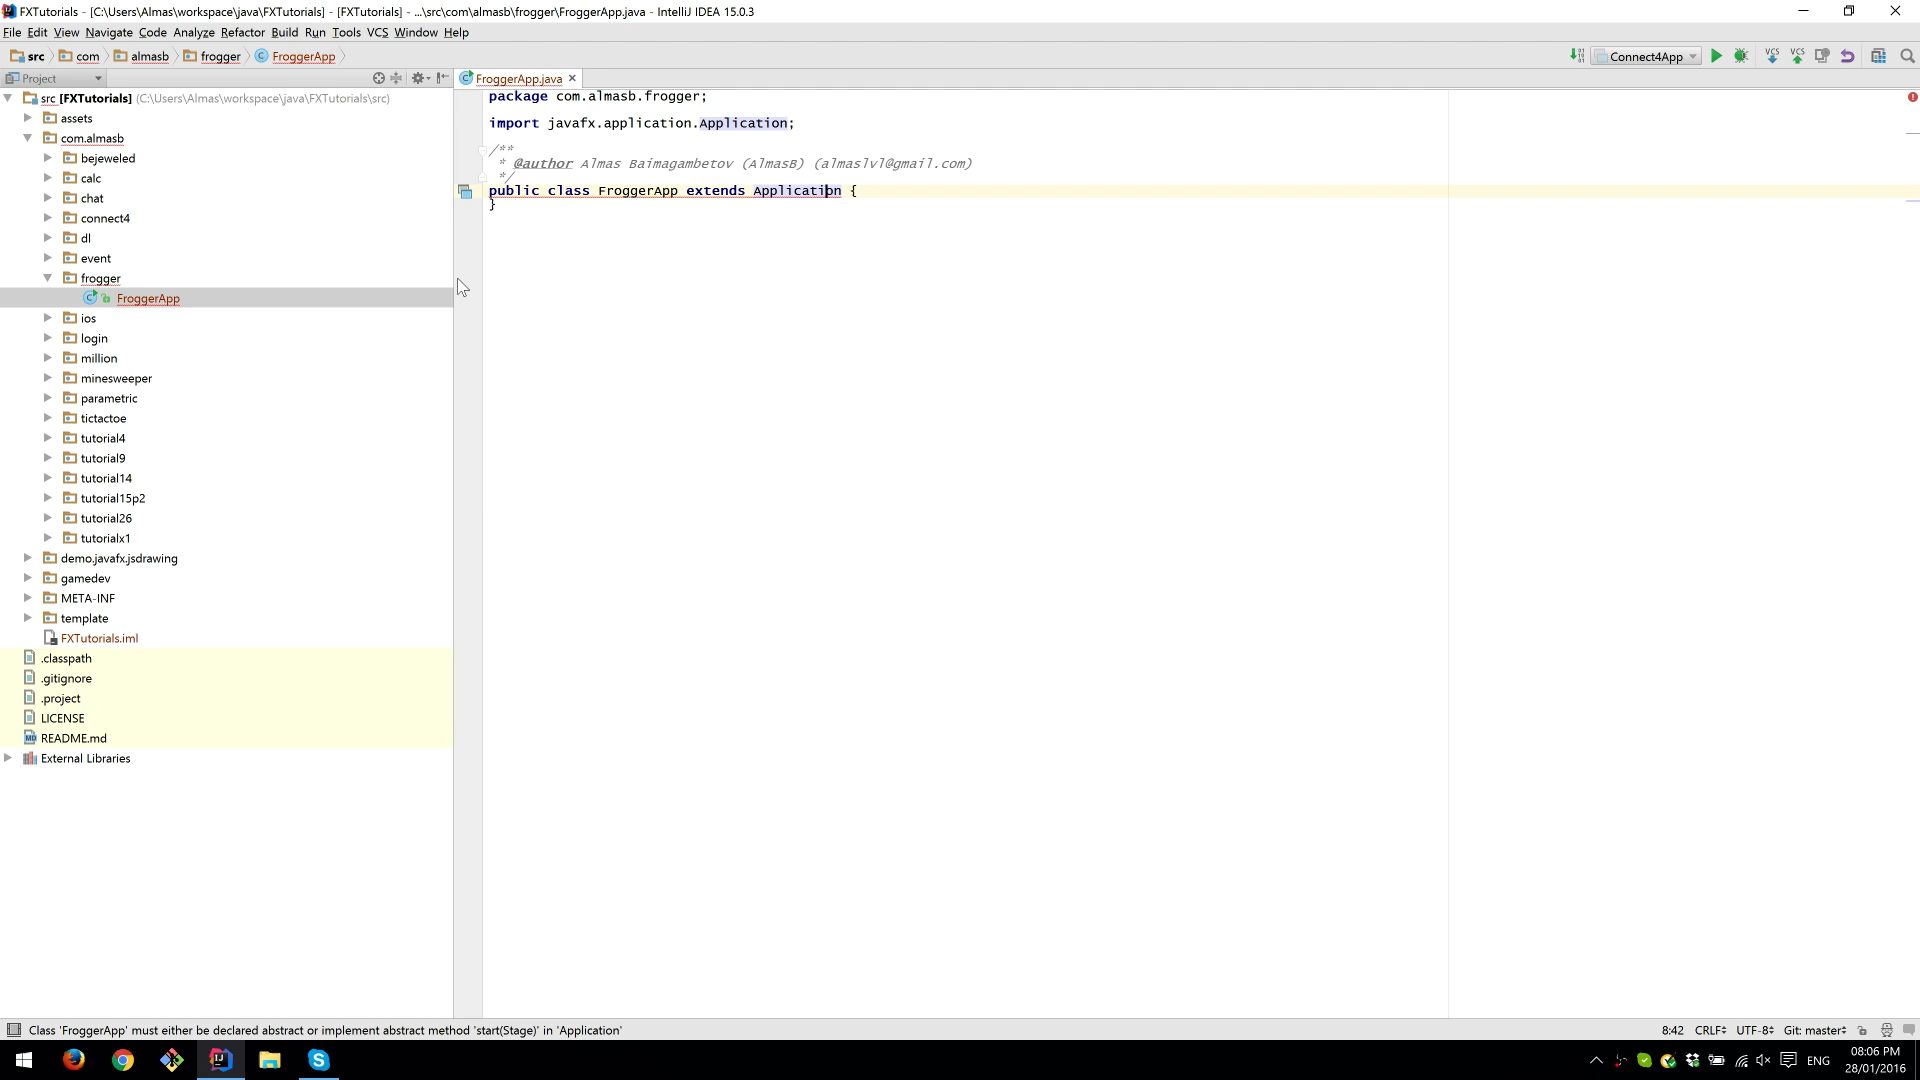 FXTutorials - [C:\Users\Almas\workspace\java\FXTutorials] - [FXTutorials] - ...\src\com\almasb\frogger\FroggerApp.java - IntelliJ IDEA 15.0.3
File Edit View Navigate Code Analyze Refactor Build Run Tools VCS Window Help
src com almasb frogger FroggerApp Connect4App VCS VCS
Project FroggerApp.java
src [FXTutorials] (C:\Users\Almas\workspace\java\FXTutorials\src)
assets
com.almasb
bejeweled
calc
chat
connect4
dl
event
frogger
FroggerApp
ios
login
million
minesweeper
parametric
tictactoe
tutorial4
tutorial9
tutorial14
tutorial15p2
tutorial26
tutorialx1
demo.javafx.jsdrawing
gamedev
META-INF
template
FXTutorials.iml
.classpath
.gitignore
.project
LICENSE
README.md
External Libraries
package com.almasb.frogger;
import javafx.application.Application;
/**
* @author Almas Baimagambetov (AlmasB) (almaslvl@gmail.com)
*/
public class FroggerApp extends Application {
}
Class 'FroggerApp' must either be declared abstract or implement abstract method 'start(Stage)' in 'Application' 8:42 CRLF UTF-8 Git: master
ENG 08:06 PM
28/01/2016